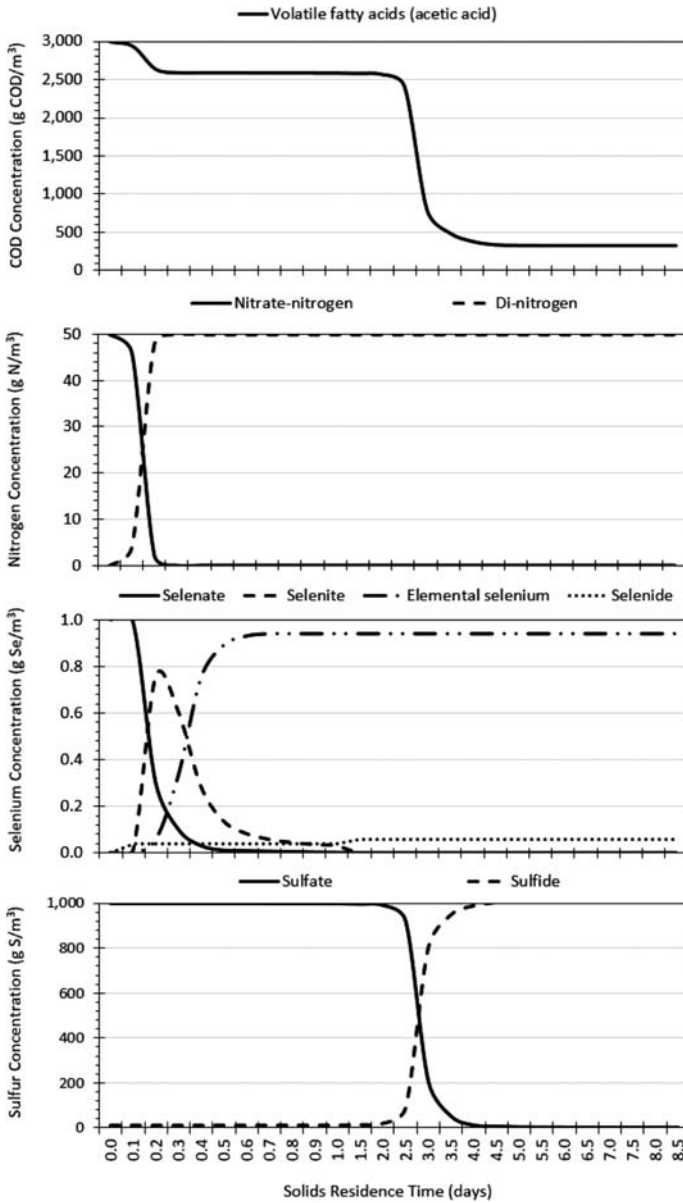 Volatile fatty acids (acetic acid)
COD Concentration (g COD/m³)
3,000
2,500
2,000
1,500
1,000
500
0
Nitrate-nitrogen Di-nitrogen
Nitrogen Concentration (g N/m³)
50
40
30
20
10
0
Selenate Selenite Elemental selenium Selenide
Selenium Concentration (g Se/m³)
1.0
0.8
0.6
0.4
0.2
0.0
Sulfate Sulfide
Sulfur Concentration (g S/m³)
1,000
800
600
400
200
0
0.0 0.1 0.2 0.3 0.4 0.5 0.6 0.7 0.8 0.9 1.0 1.5 2.0 2.5 3.0 3.5 4.0 4.5 5.0 5.5 6.0 6.5 7.0 7.5 8.0 8.5
Solids Residence Time (days)